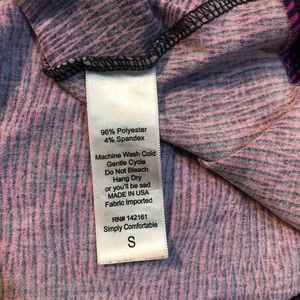 96% Polyester
4% Spandex
Machine Wash Cold
Gentle Cycle
Do Not Bleach
Hang Dry
or you'll be sad
MADE IN USA
Fabric Imported
RN# 142161
Simply Comfortable
S